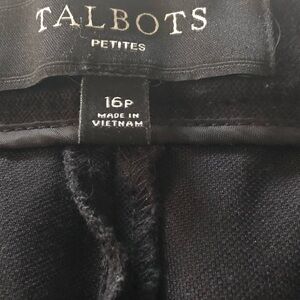 TALBOTS
PETITES
16P
MADE IN
VIETNAM